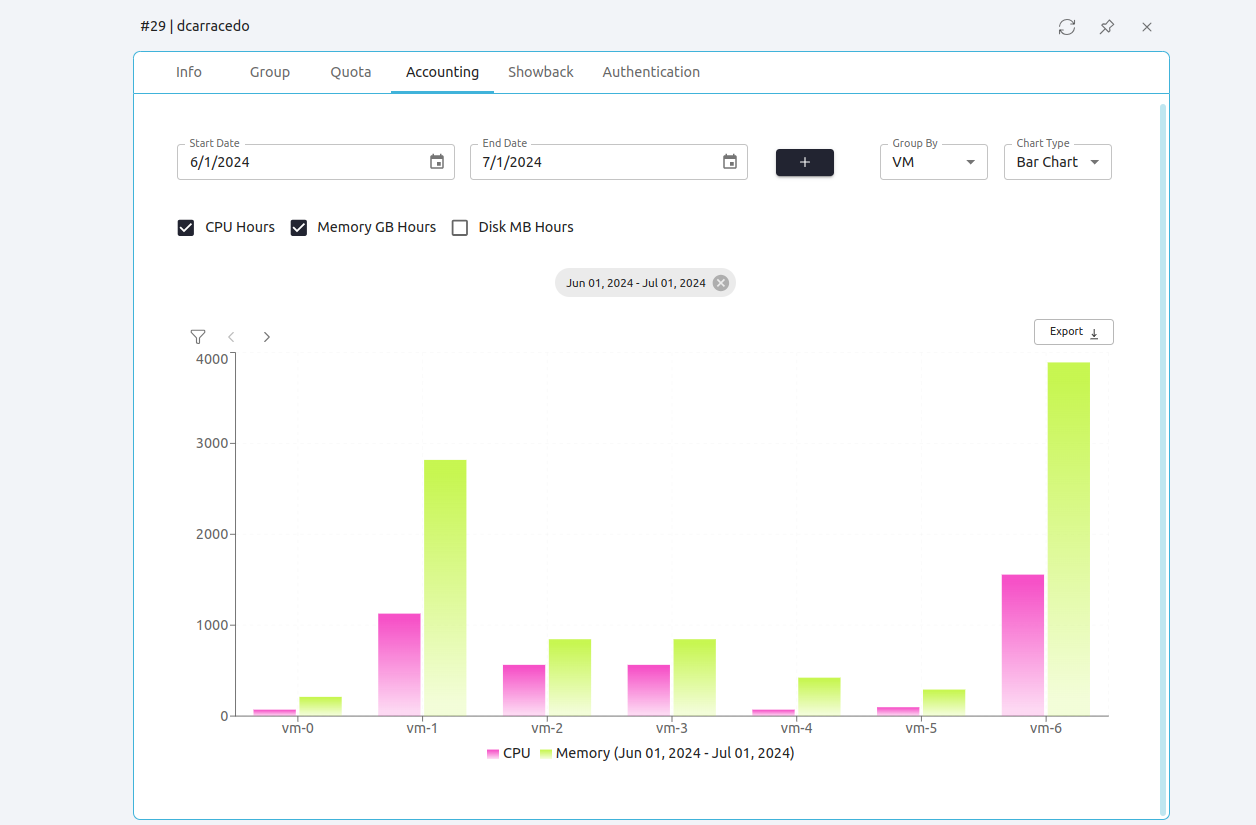 #29 | dcarracedo
Info Group Quota Accounting Showback Authentication
Start Date End Date Group By Chart Type
6/1/2024 7/1/2024 + VM Bar Chart
CPU Hours Memory GB Hours Disk MB Hours
Jun 01, 2024 - Jul 01, 2024
Export
4000
3000
2000
1000
0
vm-0 vm-1 vm-2 vm-3 vm-4 vm-5 vm-6
CPU Memory (Jun 01, 2024 - Jul 01, 2024)